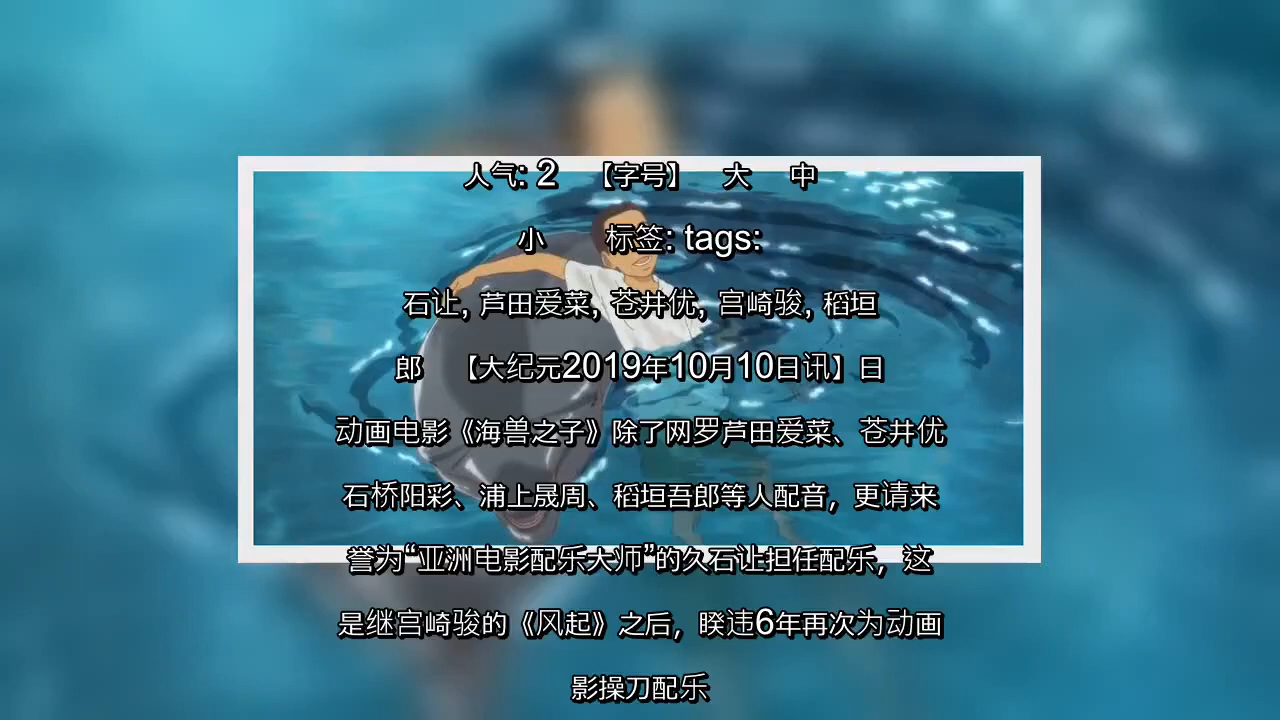 人气: 2 【字号】 大 中
小 标签: tags:
石让, 芦田爱菜, 苍井优, 宫崎骏, 稻垣
郎 【大纪元2019年10月10日讯】日
动画电影《海兽之子》除了网罗芦田爱菜、苍井优
石桥阳彩、浦上晟周、稻垣吾郎等人配音，更请来
誉为“亚洲电影配乐大师”的久石让担任配乐，这
是继宫崎骏的《风起》之后，睽违6年再次为动画
影操刀配乐